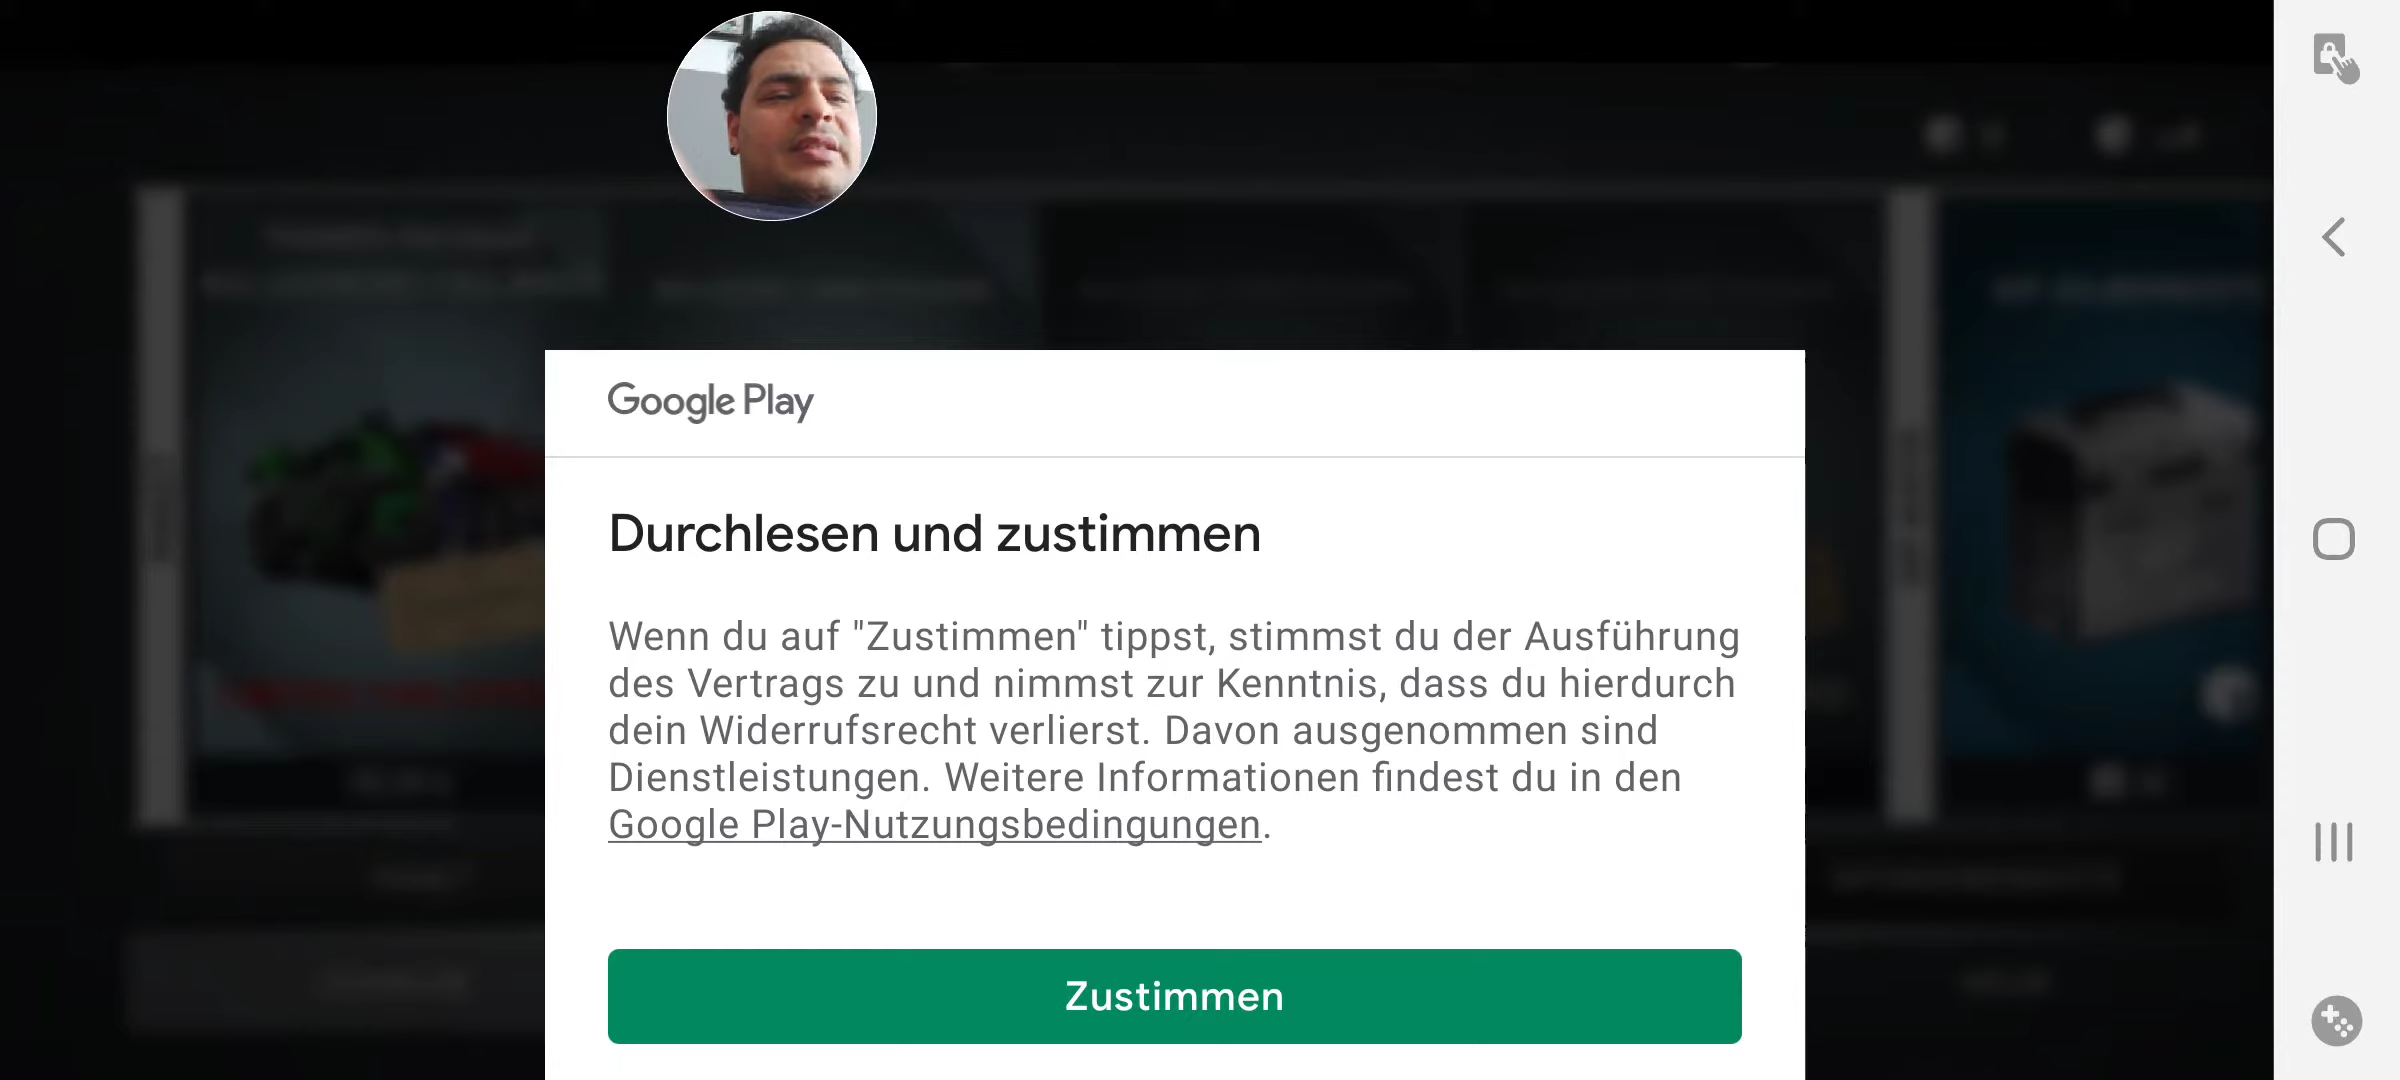 Google Play
Durchlesen und zustimmen
Wenn du auf "Zustimmen" tippst, stimmst du der Ausführung
des Vertrags zu und nimmst zur Kenntnis, dass du hierdurch
dein Widerrufsrecht verlierst. Davon ausgenommen sind
Dienstleistungen. Weitere Informationen findest du in den
Google Play-Nutzungsbedingungen.
Zustimmen